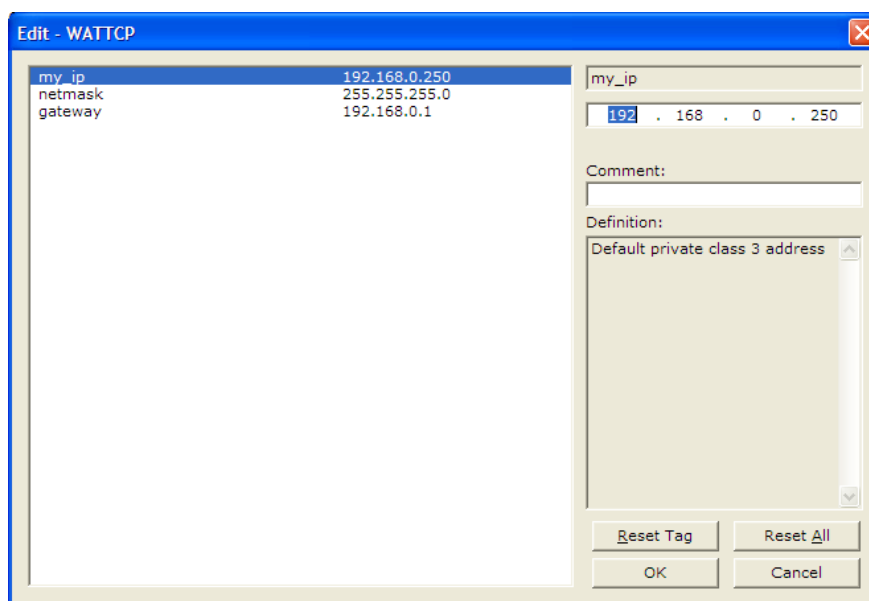 Edit - WATTCP
my_ip 192.168.0.250
netmask 255.255.255.0
gateway 192.168.0.1
my_ip
192 . 168 . 0 . 250
Comment:
Definition:
Default private class 3 address
Reset Tag Reset All
OK Cancel